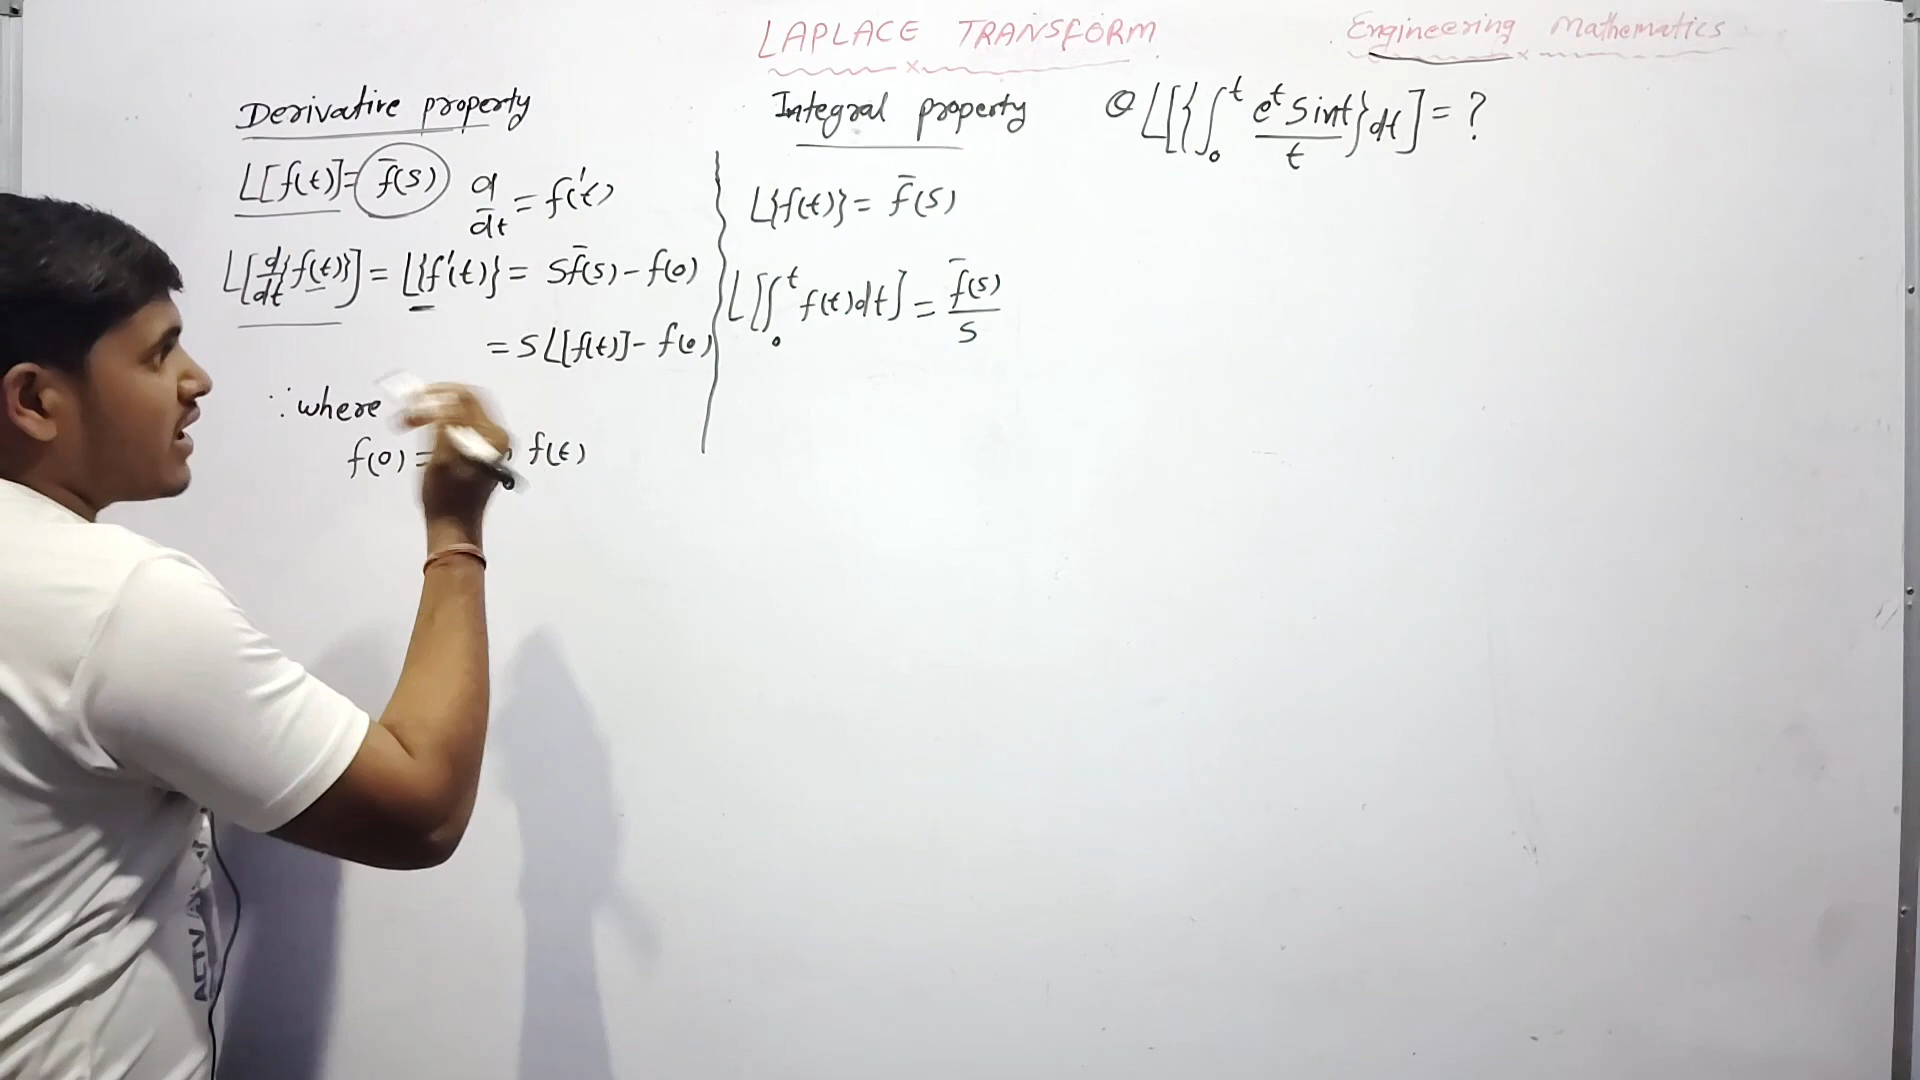 LAPLACE TRANSFORM
Engineering Mathematics
Derivative property
L[f(t)] = f̄(s) d/dt = f'(t)
L[d/dt{f(t)}] = L{f'(t)} = Sf̄(s) - f(0)
= S L[f(t)] - f(0)
∵ where
f(0) = f(t)
Integral property
L{f(t)} = f̄(s)
L[∫₀ᵗ f(t)dt] = f̄(s)/S
Q L[{∫₀ᵗ eᵗ Sint/t}dt] = ?